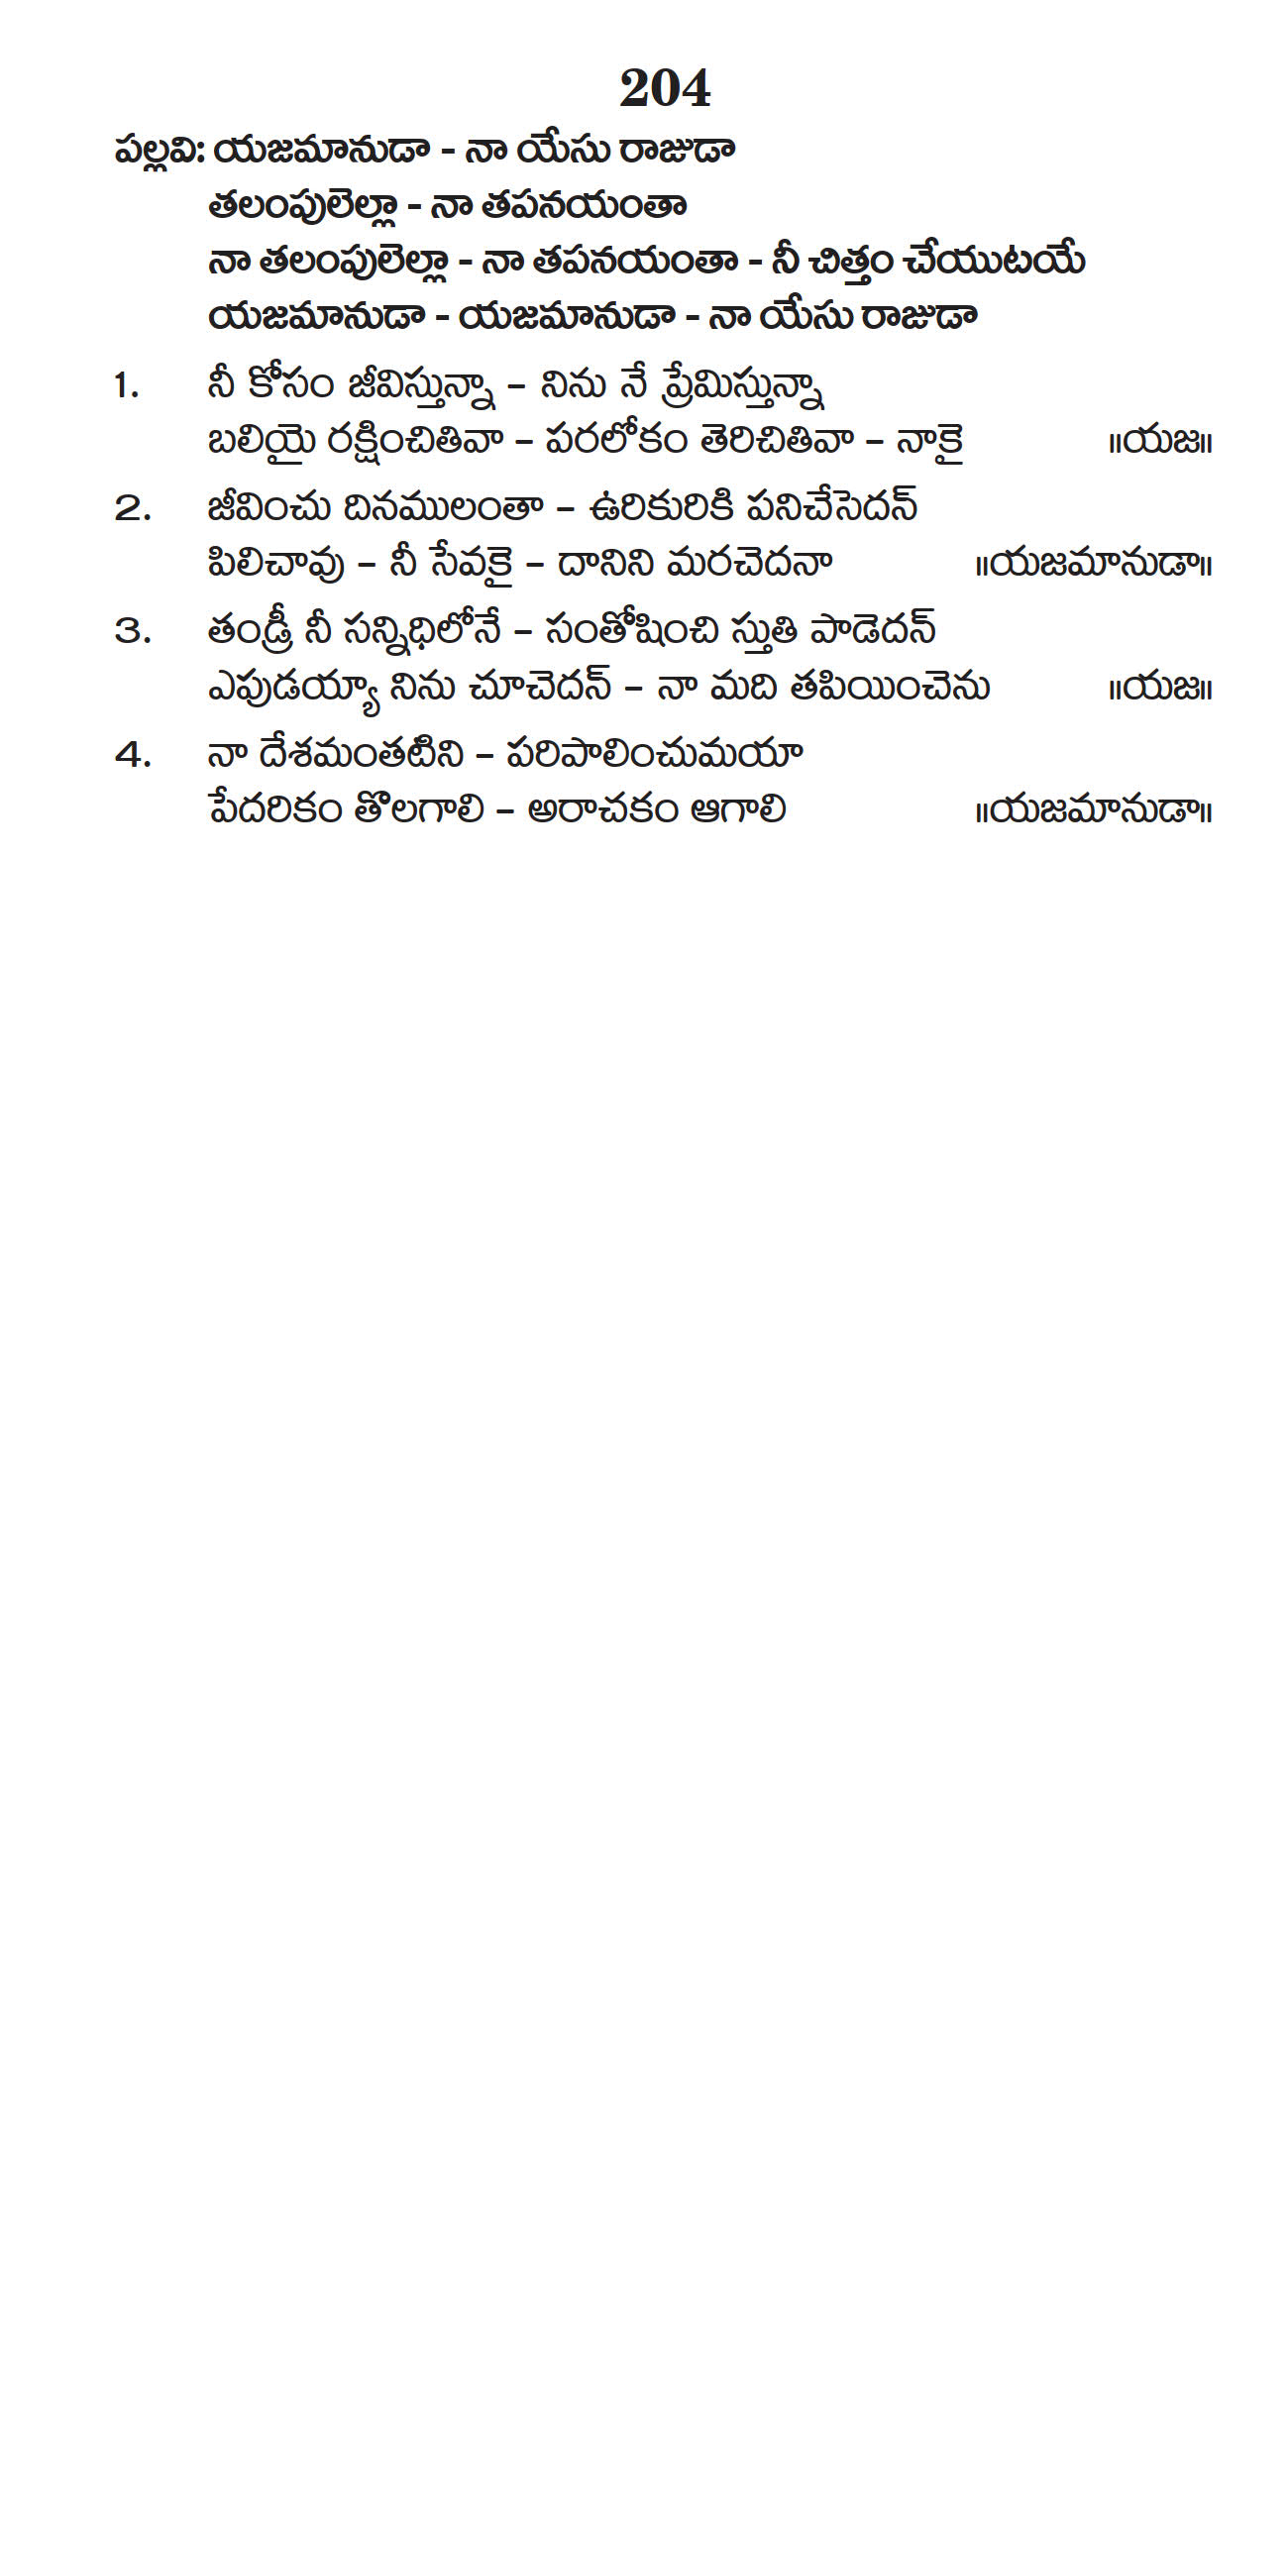 204
పల్లవి: యజమానుడా - నా యేసు రాజుడా
తలంపులెల్లా - నా తపనయంతా
నా తలంపులెల్లా - నా తపనయంతా - నీ చిత్తం చేయుటయే
యజమానుడా - యజమానుడా - నా యేసు రాజుడా
1. నీ కోసం జీవిస్తున్నా – నిను నే ప్రేమిస్తున్నా
బలియై రక్షించితివా – పరలోకం తెరిచితివా – నాకై ॥యజ॥
2. జీవించు దినములంతా – ఉరికురికి పనిచేసెదన్
పిలిచావు – నీ సేవకై – దానిని మరచెదనా ॥యజమానుడా॥
3. తండ్రీ నీ సన్నిధిలోనే – సంతోషించి స్తుతి పాడెదన్
ఎపుడయ్యా నిను చూచెదన్ – నా మది తపియించెను ॥యజ॥
4. నా దేశమంతటిని – పరిపాలించుమయా
పేదరికం తొలగాలి – అరాచకం ఆగాలి ॥యజమానుడా॥